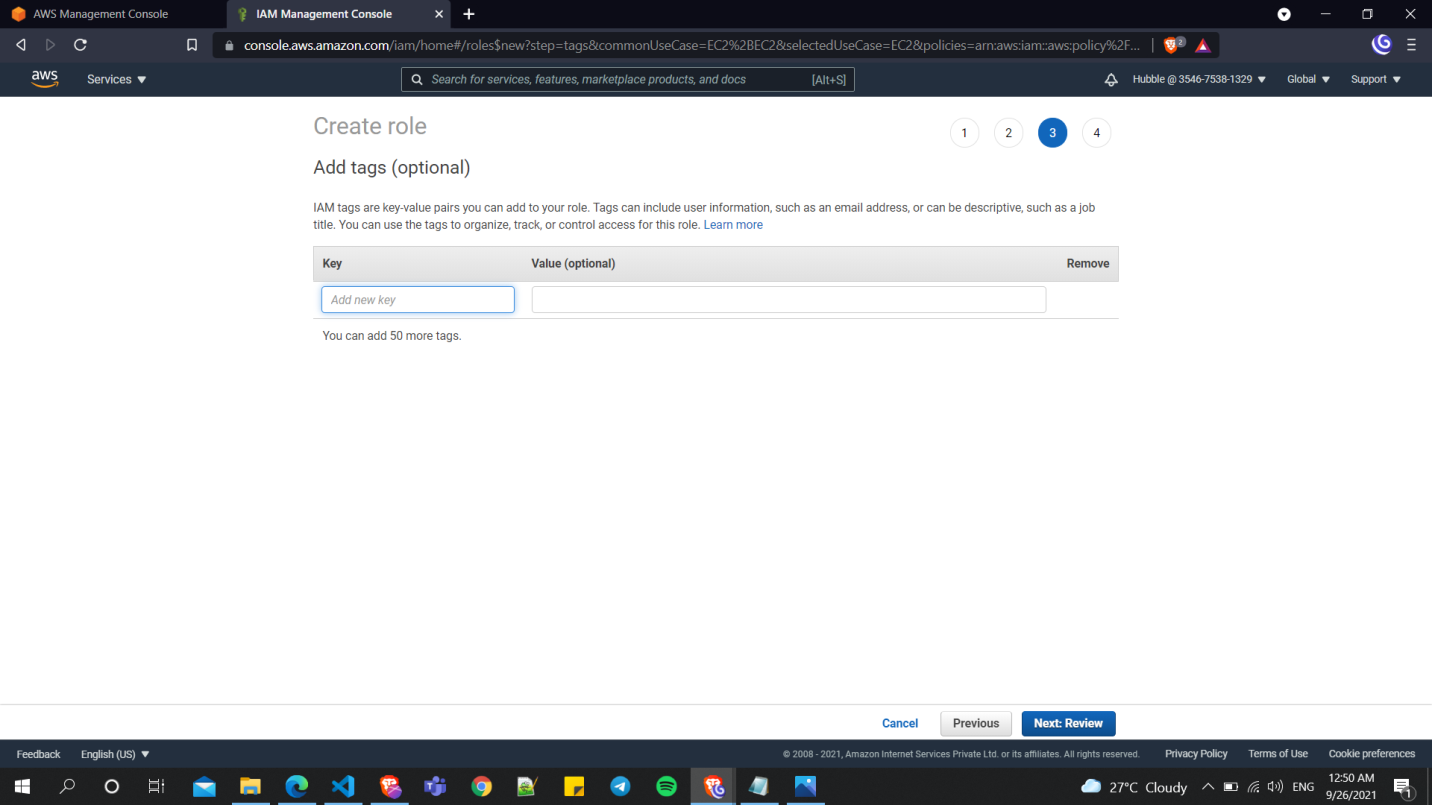 AWS Management Console
IAM Management Console
console.aws.amazon.com/iam/home#/roles$new?step=tags&commonUseCase=EC2%2BEC2&selectedUseCase=EC2&policies=arn:aws:iam::aws:policy%2F...
2
aws
Services
Search for services, features, marketplace products, and docs [Alt+S]
Hubble @ 3546-7538-1329
Global
Support
Create role
1 2 3 4
Add tags (optional)
IAM tags are key-value pairs you can add to your role. Tags can include user information, such as an email address, or can be descriptive, such as a job
title. You can use the tags to organize, track, or control access for this role. Learn more
Key Value (optional) Remove
Add new key
You can add 50 more tags.
Cancel Previous Next: Review
Feedback English (US) © 2008 - 2021, Amazon Internet Services Private Ltd. or its affiliates. All rights reserved. Privacy Policy Terms of Use Cookie preferences
27°C Cloudy ENG
12:50 AM
9/26/2021
1